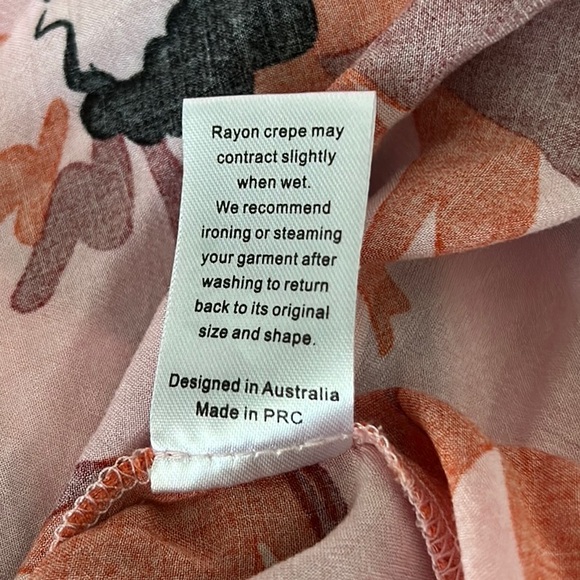 Rayon crepe may
contract slightly
when wet.
We recommend
ironing or steaming
your garment after
washing to return
back to its original
size and shape.
Designed in Australia
Made in PRC